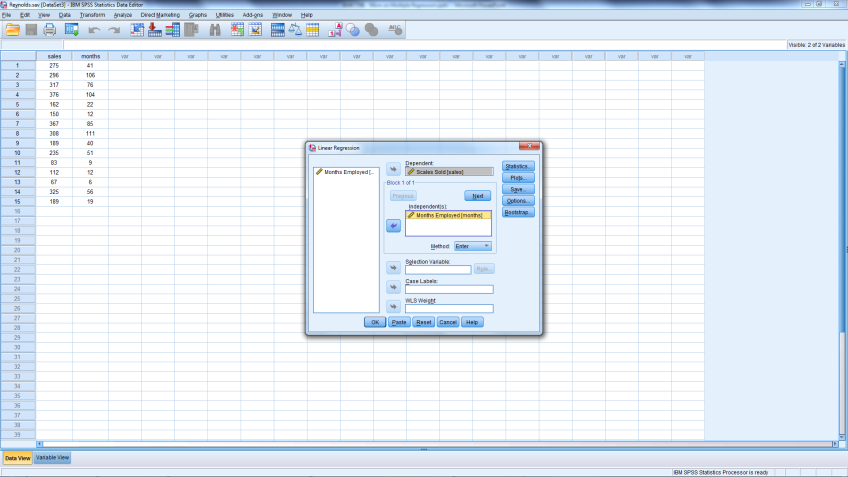 Reynolds.sav [DataSet3] - IBM SPSS Statistics Data Editor
File Edit View Data Transform Analyze Direct Marketing Graphs Utilities Add-ons Window Help
Visible: 2 of 2 Variables
sales months var var var var var var var var var var var var var var var var var var
1 275 41
2 296 106
3 317 76
4 376 104
5 162 22
6 150 12
7 367 85
8 308 111
9 189 40
10 235 51
11 83 9
12 112 12
13 67 6
14 325 56
15 189 19
16
17
18
19
20
21
22
23
24
25
26
27
28
29
30
31
32
33
34
35
36
37
38
39
Linear Regression
Months Employed [...
Dependent:
Scales Sold [sales]
Block 1 of 1
Previous Next
Independent(s):
Months Employed [months]
Method: Enter
Selection Variable:
Rule...
Case Labels:
WLS Weight:
Statistics...
Plots...
Save...
Options...
Bootstrap...
OK Paste Reset Cancel Help
Data View Variable View
IBM SPSS Statistics Processor is ready